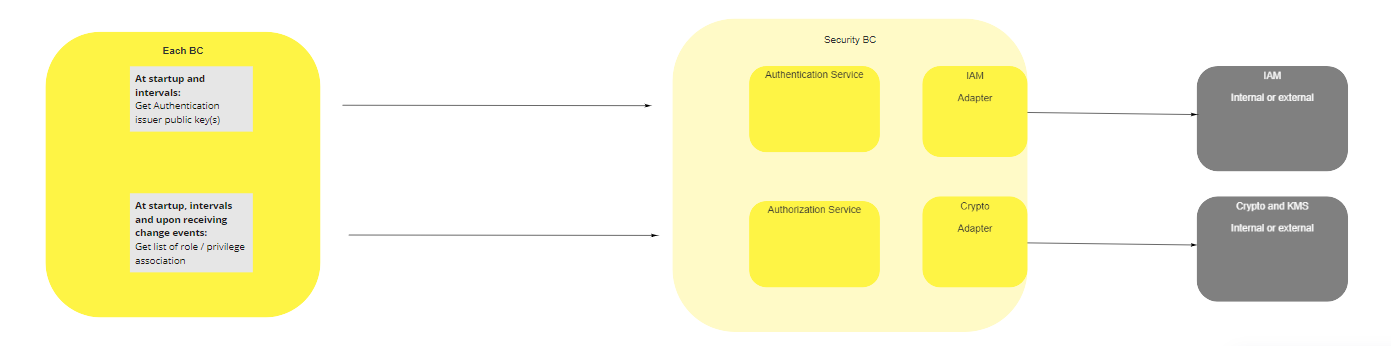 Each BC
At startup and
intervals:
Get Authentication
issuer public key(s)
At startup, intervals
and upon receiving
change events:
Get list of role / privilege
association
Security BC
Authentication Service
IAM
Adapter
Authorization Service
Crypto
Adapter
IAM
Internal or external
Crypto and KMS
Internal or external